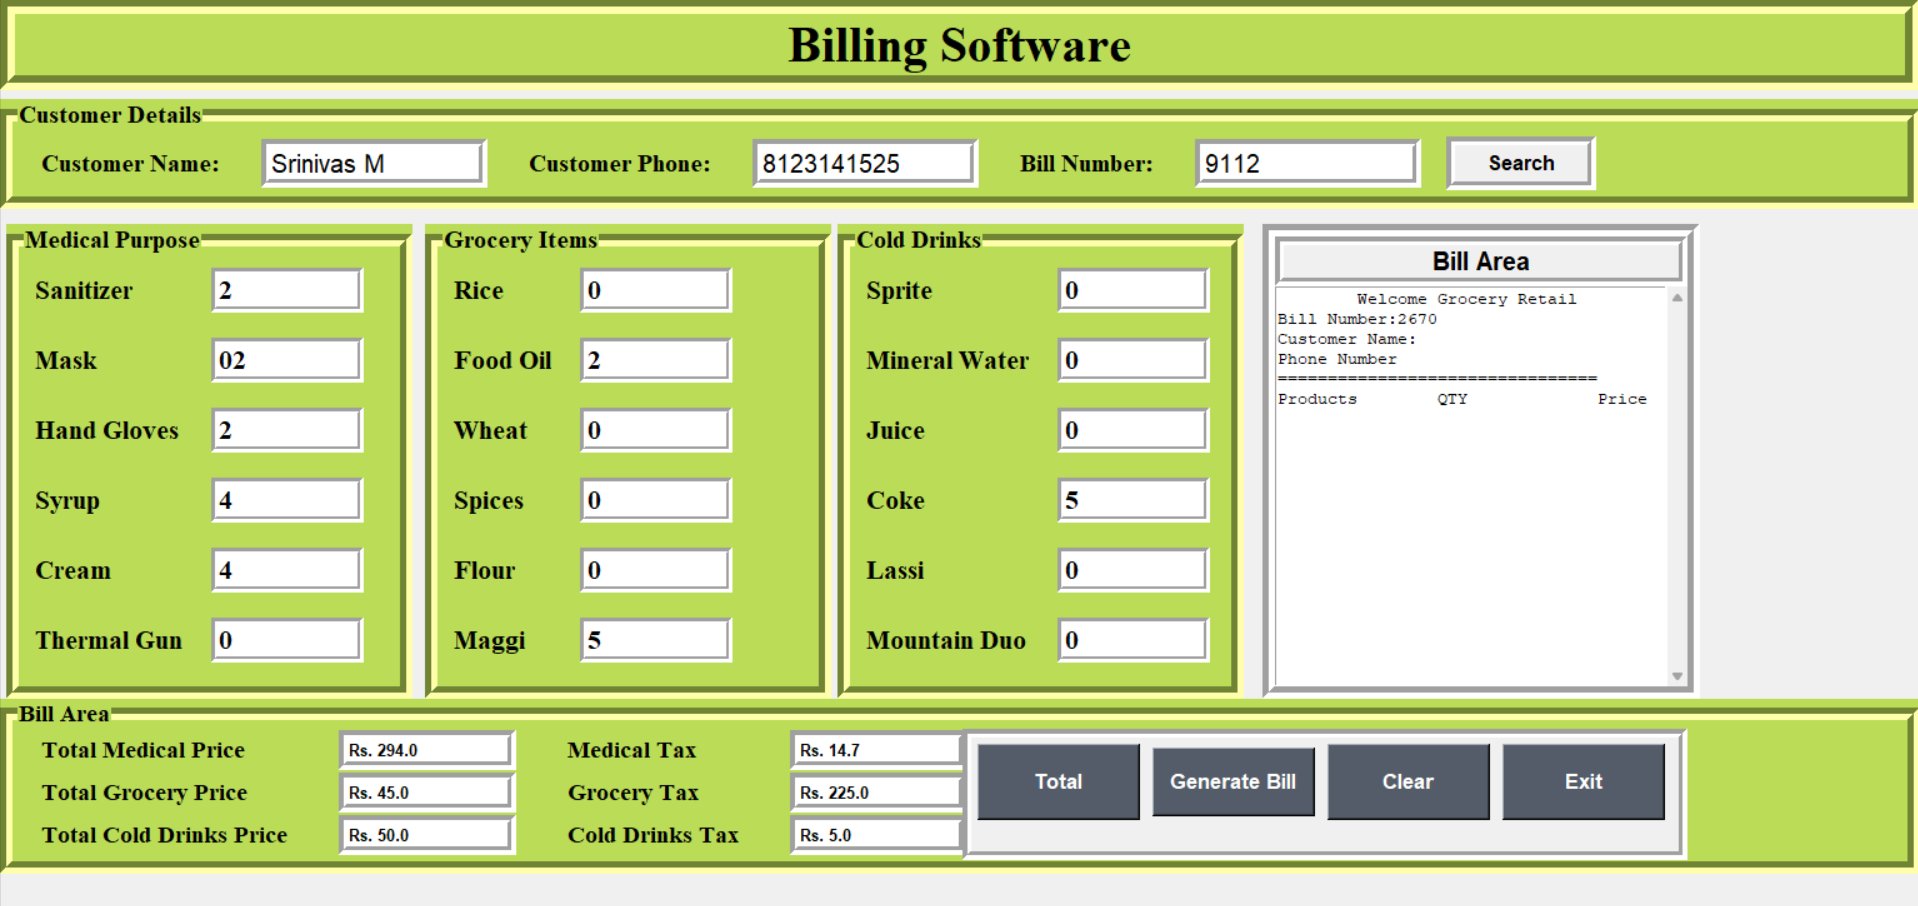 Billing Software
Customer Details
Customer Name: Srinivas M Customer Phone: 8123141525 Bill Number: 9112 Search
Medical Purpose
Sanitizer 2
Mask 02
Hand Gloves 2
Syrup 4
Cream 4
Thermal Gun 0
Grocery Items
Rice 0
Food Oil 2
Wheat 0
Spices 0
Flour 0
Maggi 5
Cold Drinks
Sprite 0
Mineral Water 0
Juice 0
Coke 5
Lassi 0
Mountain Duo 0
Bill Area
Welcome Grocery Retail
Bill Number:2670
Customer Name:
Phone Number
================================
Products QTY Price
Bill Area
Total Medical Price Rs. 294.0 Medical Tax Rs. 14.7
Total Grocery Price Rs. 45.0 Grocery Tax Rs. 225.0
Total Cold Drinks Price Rs. 50.0 Cold Drinks Tax Rs. 5.0
Total Generate Bill Clear Exit